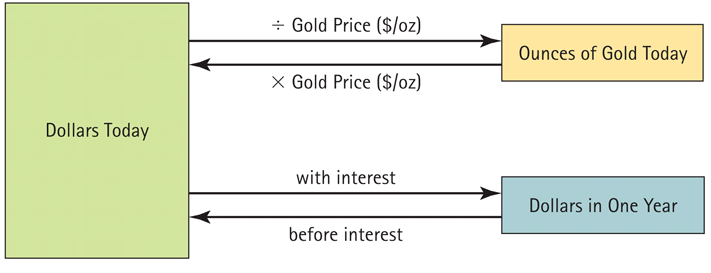 ÷ Gold Price ($/oz)
Dollars Today
Ounces of Gold Today
× Gold Price ($/oz)
with interest
Dollars in One Year
before interest